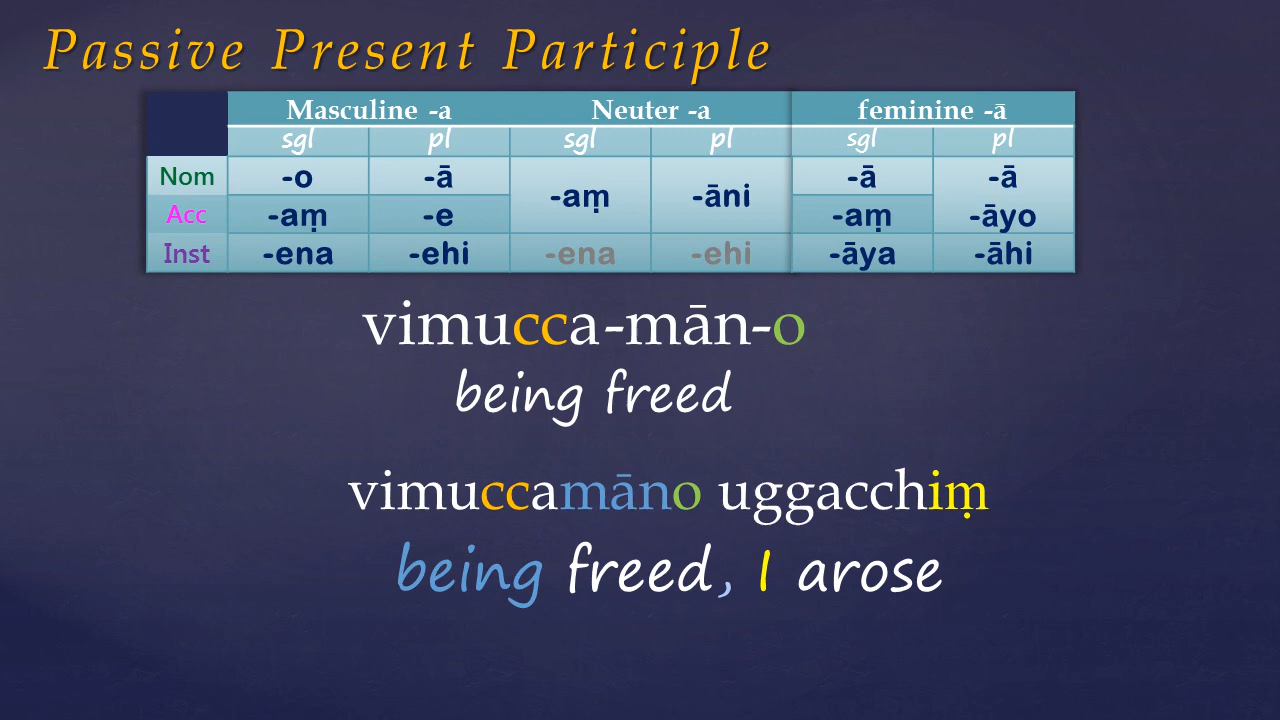 Passive Present Participle
Masculine -a Neuter -a feminine -ā
sgl pl sgl pl sgl pl
Nom -o -ā -aṃ -āni -ā -ā
Acc -aṃ -e -aṃ -āyo
Inst -ena -ehi -ena -ehi -āya -āhi
vimucca-mān-o
being freed
vimuccamāno uggacchiṃ
being freed, I arose